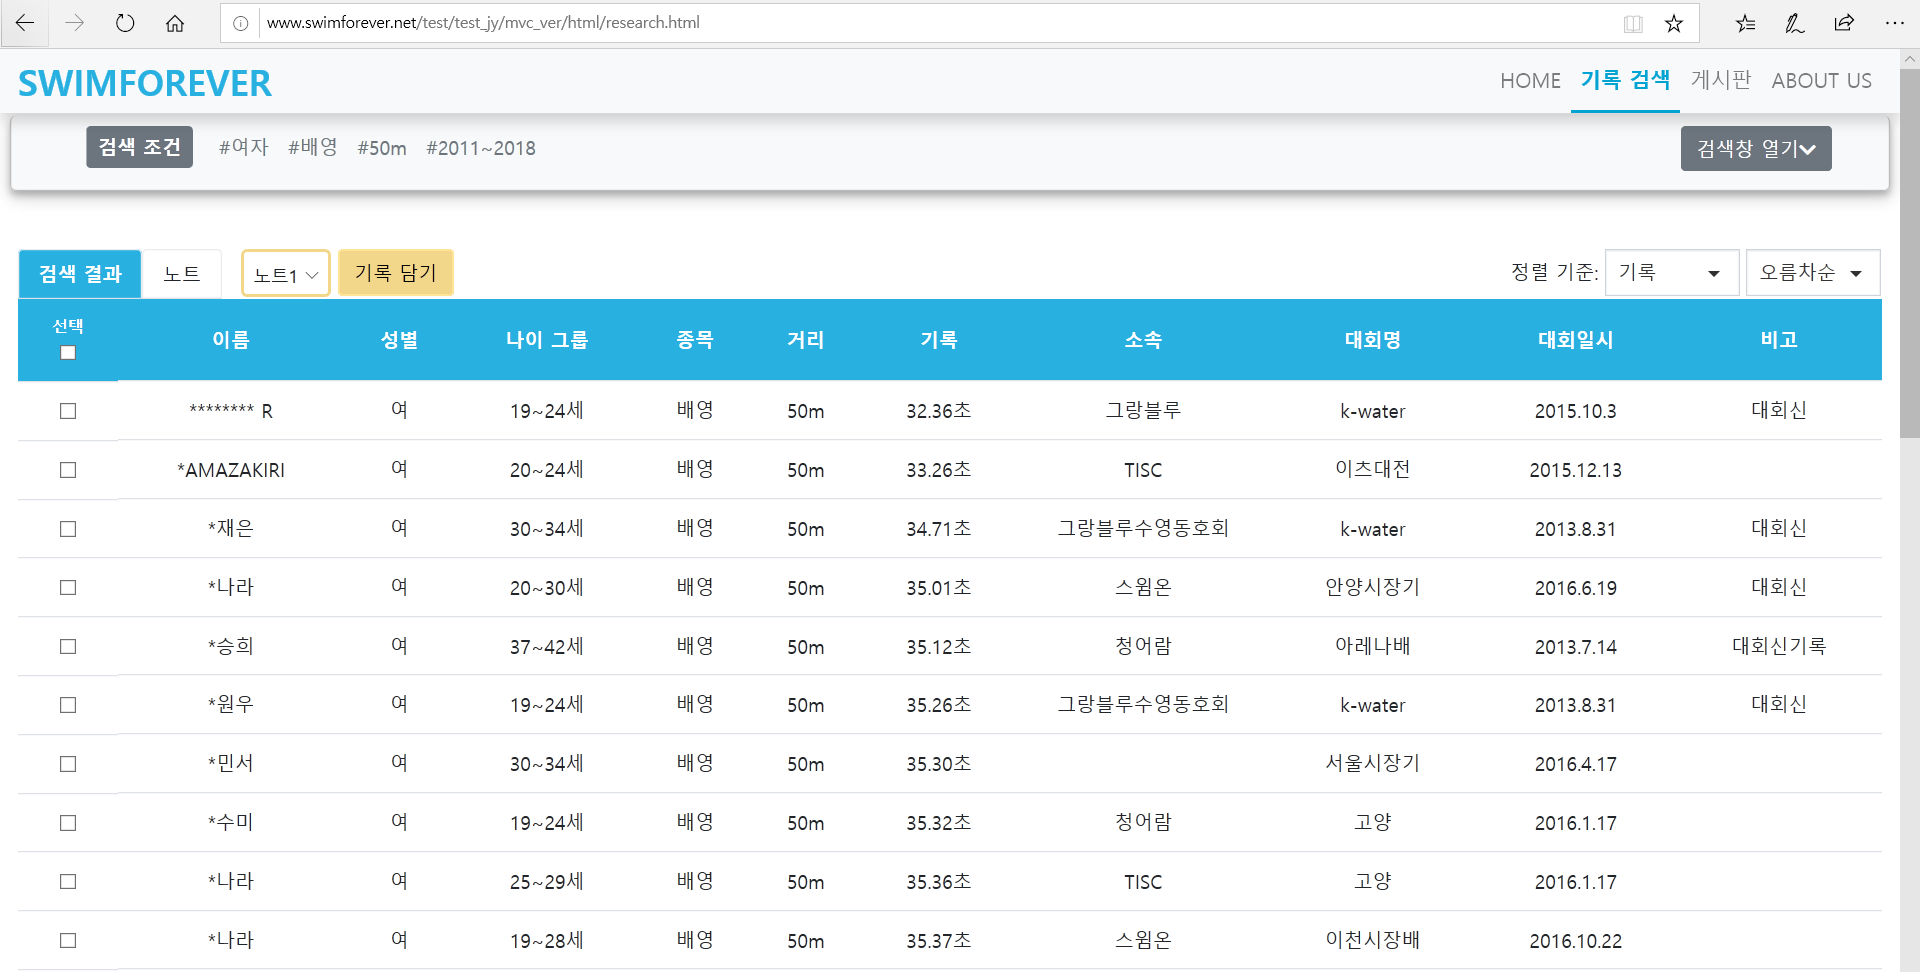 www.swimforever.net/test/test_jy/mvc_ver/html/research.html
SWIMFOREVER HOME 기록 검색 게시판 ABOUT US
검색 조건 #여자 #배영 #50m #2011~2018 검색창 열기
검색 결과 노트 노트1 기록 담기 정렬 기준: 기록 오름차순
선택 이름 성별 나이 그룹 종목 거리 기록 소속 대회명 대회일시 비고
******** R 여 19~24세 배영 50m 32.36초 그랑블루 k-water 2015.10.3 대회신
*AMAZAKIRI 여 20~24세 배영 50m 33.26초 TISC 이츠대전 2015.12.13
*재은 여 30~34세 배영 50m 34.71초 그랑블루수영동호회 k-water 2013.8.31 대회신
*나라 여 20~30세 배영 50m 35.01초 스윔온 안양시장기 2016.6.19 대회신
*승희 여 37~42세 배영 50m 35.12초 청어람 아레나배 2013.7.14 대회신기록
*원우 여 19~24세 배영 50m 35.26초 그랑블루수영동호회 k-water 2013.8.31 대회신
*민서 여 30~34세 배영 50m 35.30초 서울시장기 2016.4.17
*수미 여 19~24세 배영 50m 35.32초 청어람 고양 2016.1.17
*나라 여 25~29세 배영 50m 35.36초 TISC 고양 2016.1.17
*나라 여 19~28세 배영 50m 35.37초 스윔온 이천시장배 2016.10.22